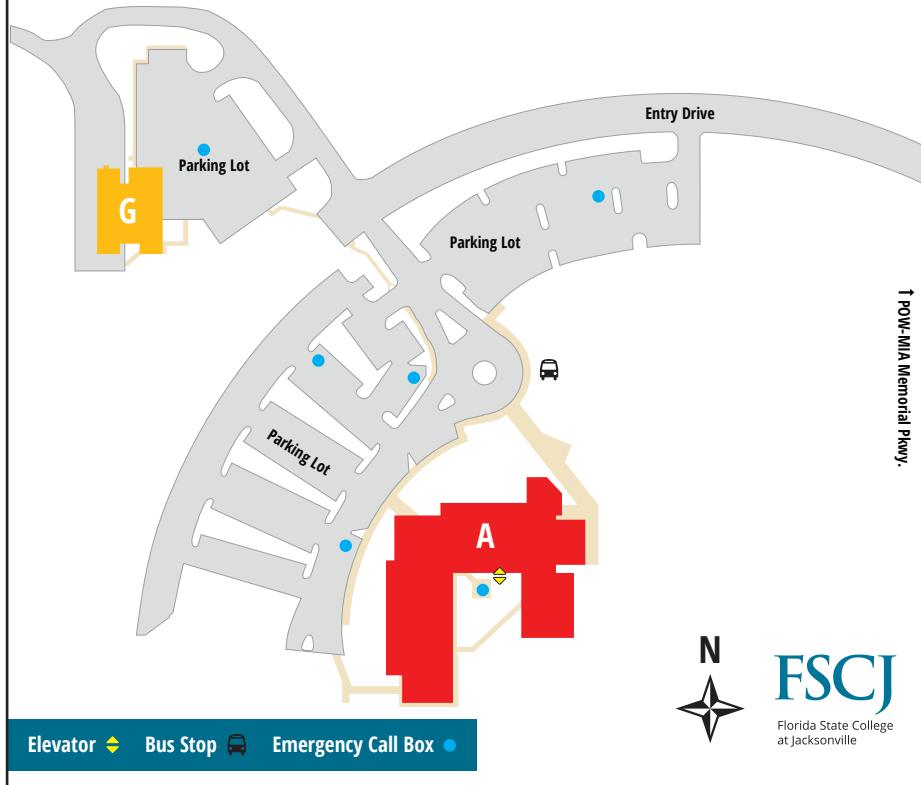 Entry Drive
Parking Lot
G
Parking Lot
↑ POW-MIA Memorial Pkwy.
Parking Lot
A
N
FSCJ
Florida State College
at Jacksonville
Elevator Bus Stop Emergency Call Box